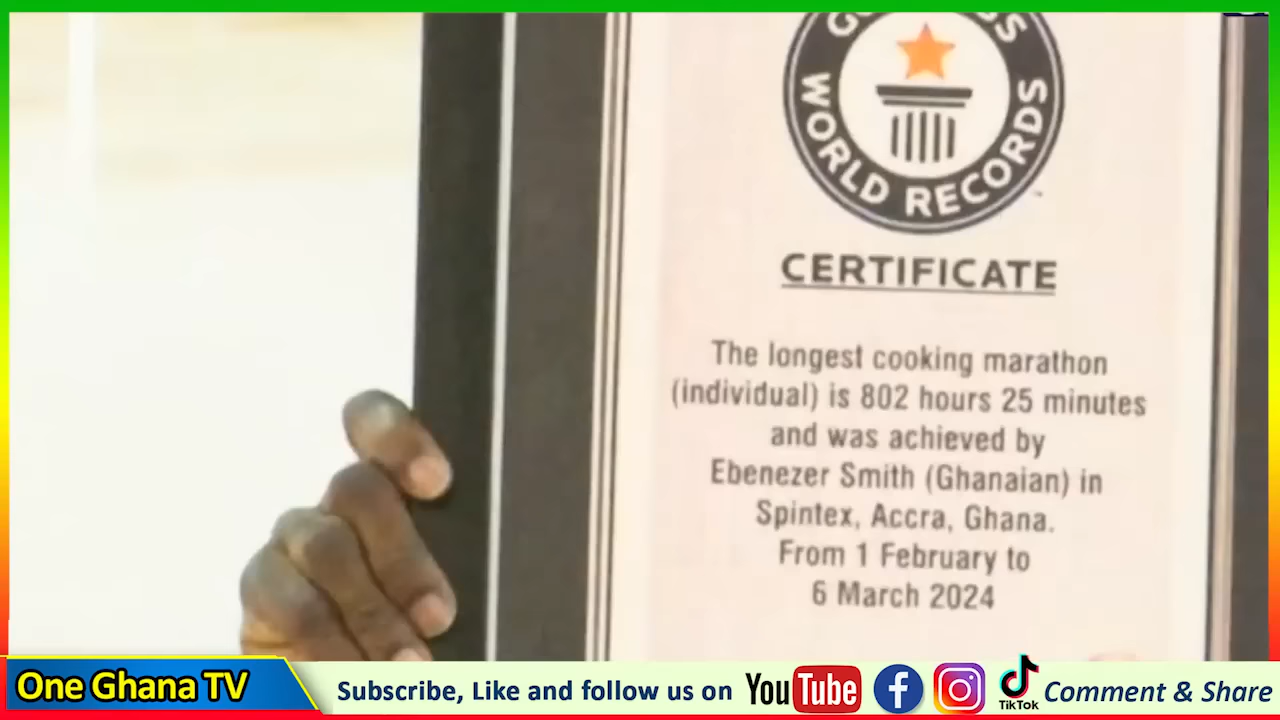 WORLD RECORDS
CERTIFICATE
The longest cooking marathon
(individual) is 802 hours 25 minutes
and was achieved by
Ebenezer Smith (Ghanaian) in
Spintex, Accra, Ghana.
From 1 February to
6 March 2024
One Ghana TV
Subscribe, Like and follow us on YouTube TikTok Comment & Share